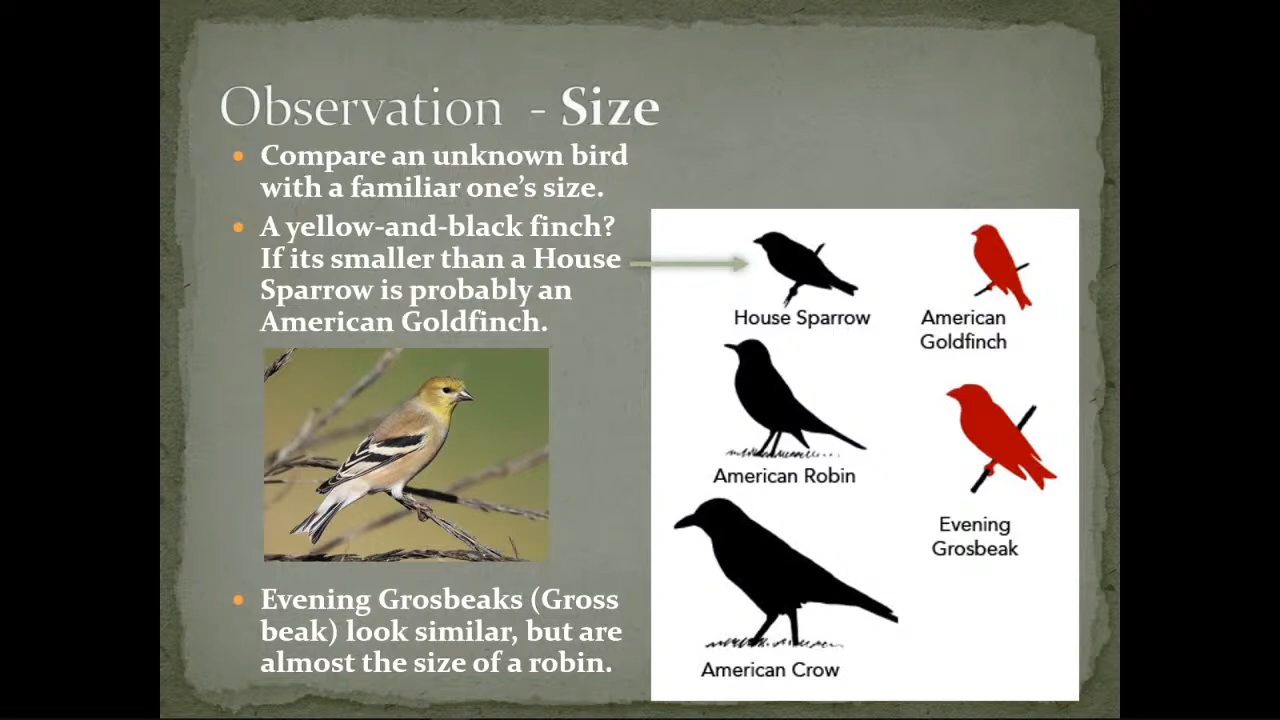 Observation - Size
Compare an unknown bird
with a familiar one's size.
A yellow-and-black finch?
If its smaller than a House
Sparrow is probably an
American Goldfinch.
Evening Grosbeaks (Gross
beak) look similar, but are
almost the size of a robin.
House Sparrow
American
Goldfinch
American Robin
Evening
Grosbeak
American Crow